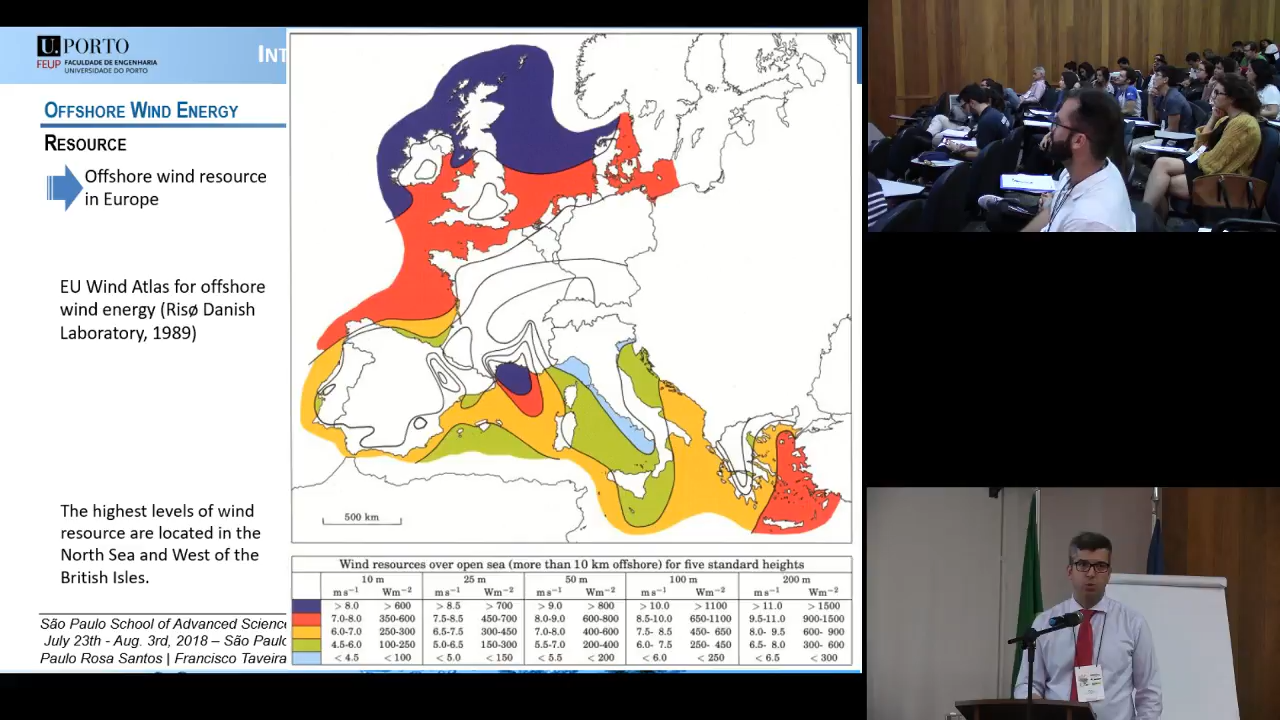 U.PORTO
FEUP FACULDADE DE ENGENHARIA
UNIVERSIDADE DO PORTO
INT
OFFSHORE WIND ENERGY
RESOURCE
Offshore wind resource
in Europe
EU Wind Atlas for offshore
wind energy (Risø Danish
Laboratory, 1989)
The highest levels of wind
resource are located in the
North Sea and West of the
British Isles.
São Paulo School of Advanced Science
July 23th - Aug. 3rd, 2018 – São Paulo
Paulo Rosa Santos | Francisco Taveira
500 km
Wind resources over open sea (more than 10 km offshore) for five standard heights
10 m 25 m 50 m 100 m 200 m
m s⁻¹ Wm⁻² m s⁻¹ Wm⁻² m s⁻¹ Wm⁻² m s⁻¹ Wm⁻² m s⁻¹ Wm⁻²
> 8.0 > 600 > 8.5 > 700 > 9.0 > 800 > 10.0 > 1100 > 11.0 > 1500
7.0-8.0 350-600 7.5-8.5 450-700 8.0-9.0 600-800 8.5-10.0 650-1100 9.5-11.0 900-1500
6.0-7.0 250-300 6.5-7.5 300-450 7.0-8.0 400-600 7.5- 8.5 450- 650 8.0- 9.5 600- 900
4.5-6.0 100-250 5.0-6.5 150-300 5.5-7.0 200-400 6.0- 7.5 250- 450 6.5- 8.0 300- 600
< 4.5 < 100 < 5.0 < 150 < 5.5 < 200 < 6.0 < 250 < 6.5 < 300